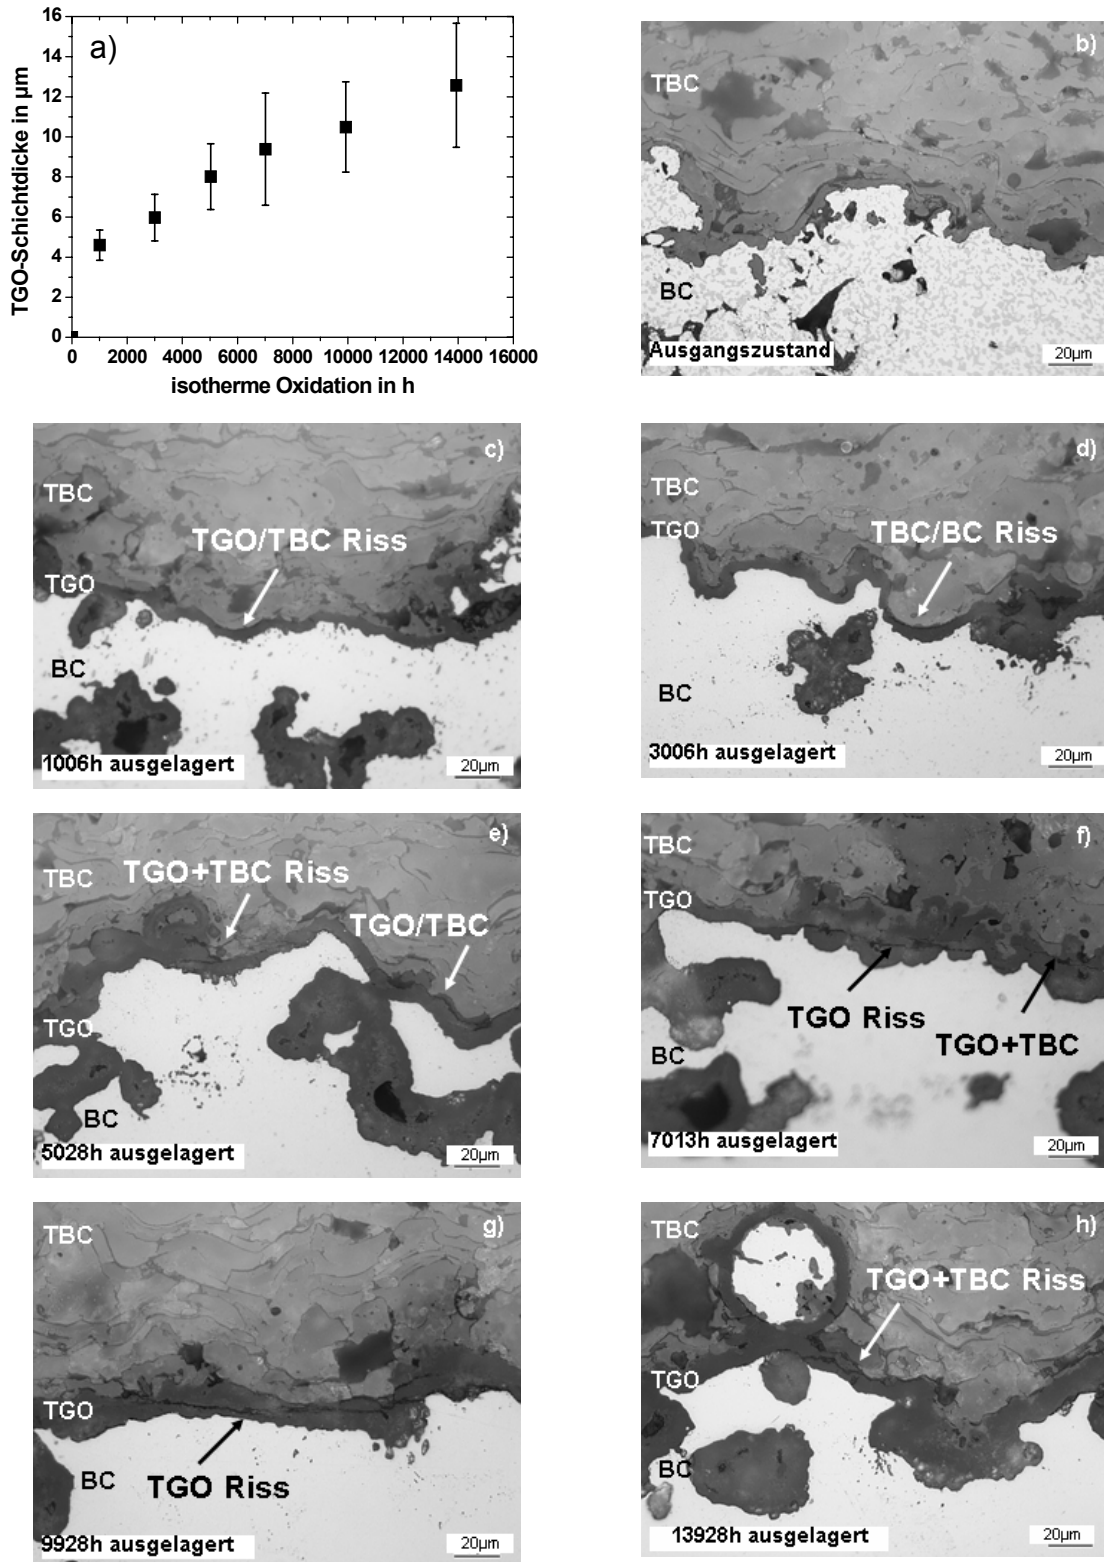 a)
TGO-Schichtdicke in µm
16
14
12
10
8
6
4
2
0
0 2000 4000 6000 8000 10000 12000 14000 16000
isotherme Oxidation in h
b)
TBC
BC
Ausgangszustand
20µm
c)
TBC
TGO/TBC Riss
TGO
BC
1006h ausgelagert
20µm
d)
TBC
TGO
TBC/BC Riss
BC
3006h ausgelagert
20µm
e)
TGO+TBC Riss
TBC
TGO/TBC
TGO
BC
5028h ausgelagert
20µm
f)
TBC
TGO
TGO Riss
TGO+TBC
BC
7013h ausgelagert
20µm
g)
TBC
TGO
BC
TGO Riss
9928h ausgelagert
20µm
h)
TBC
TGO+TBC Riss
TGO
BC
13928h ausgelagert
20µm